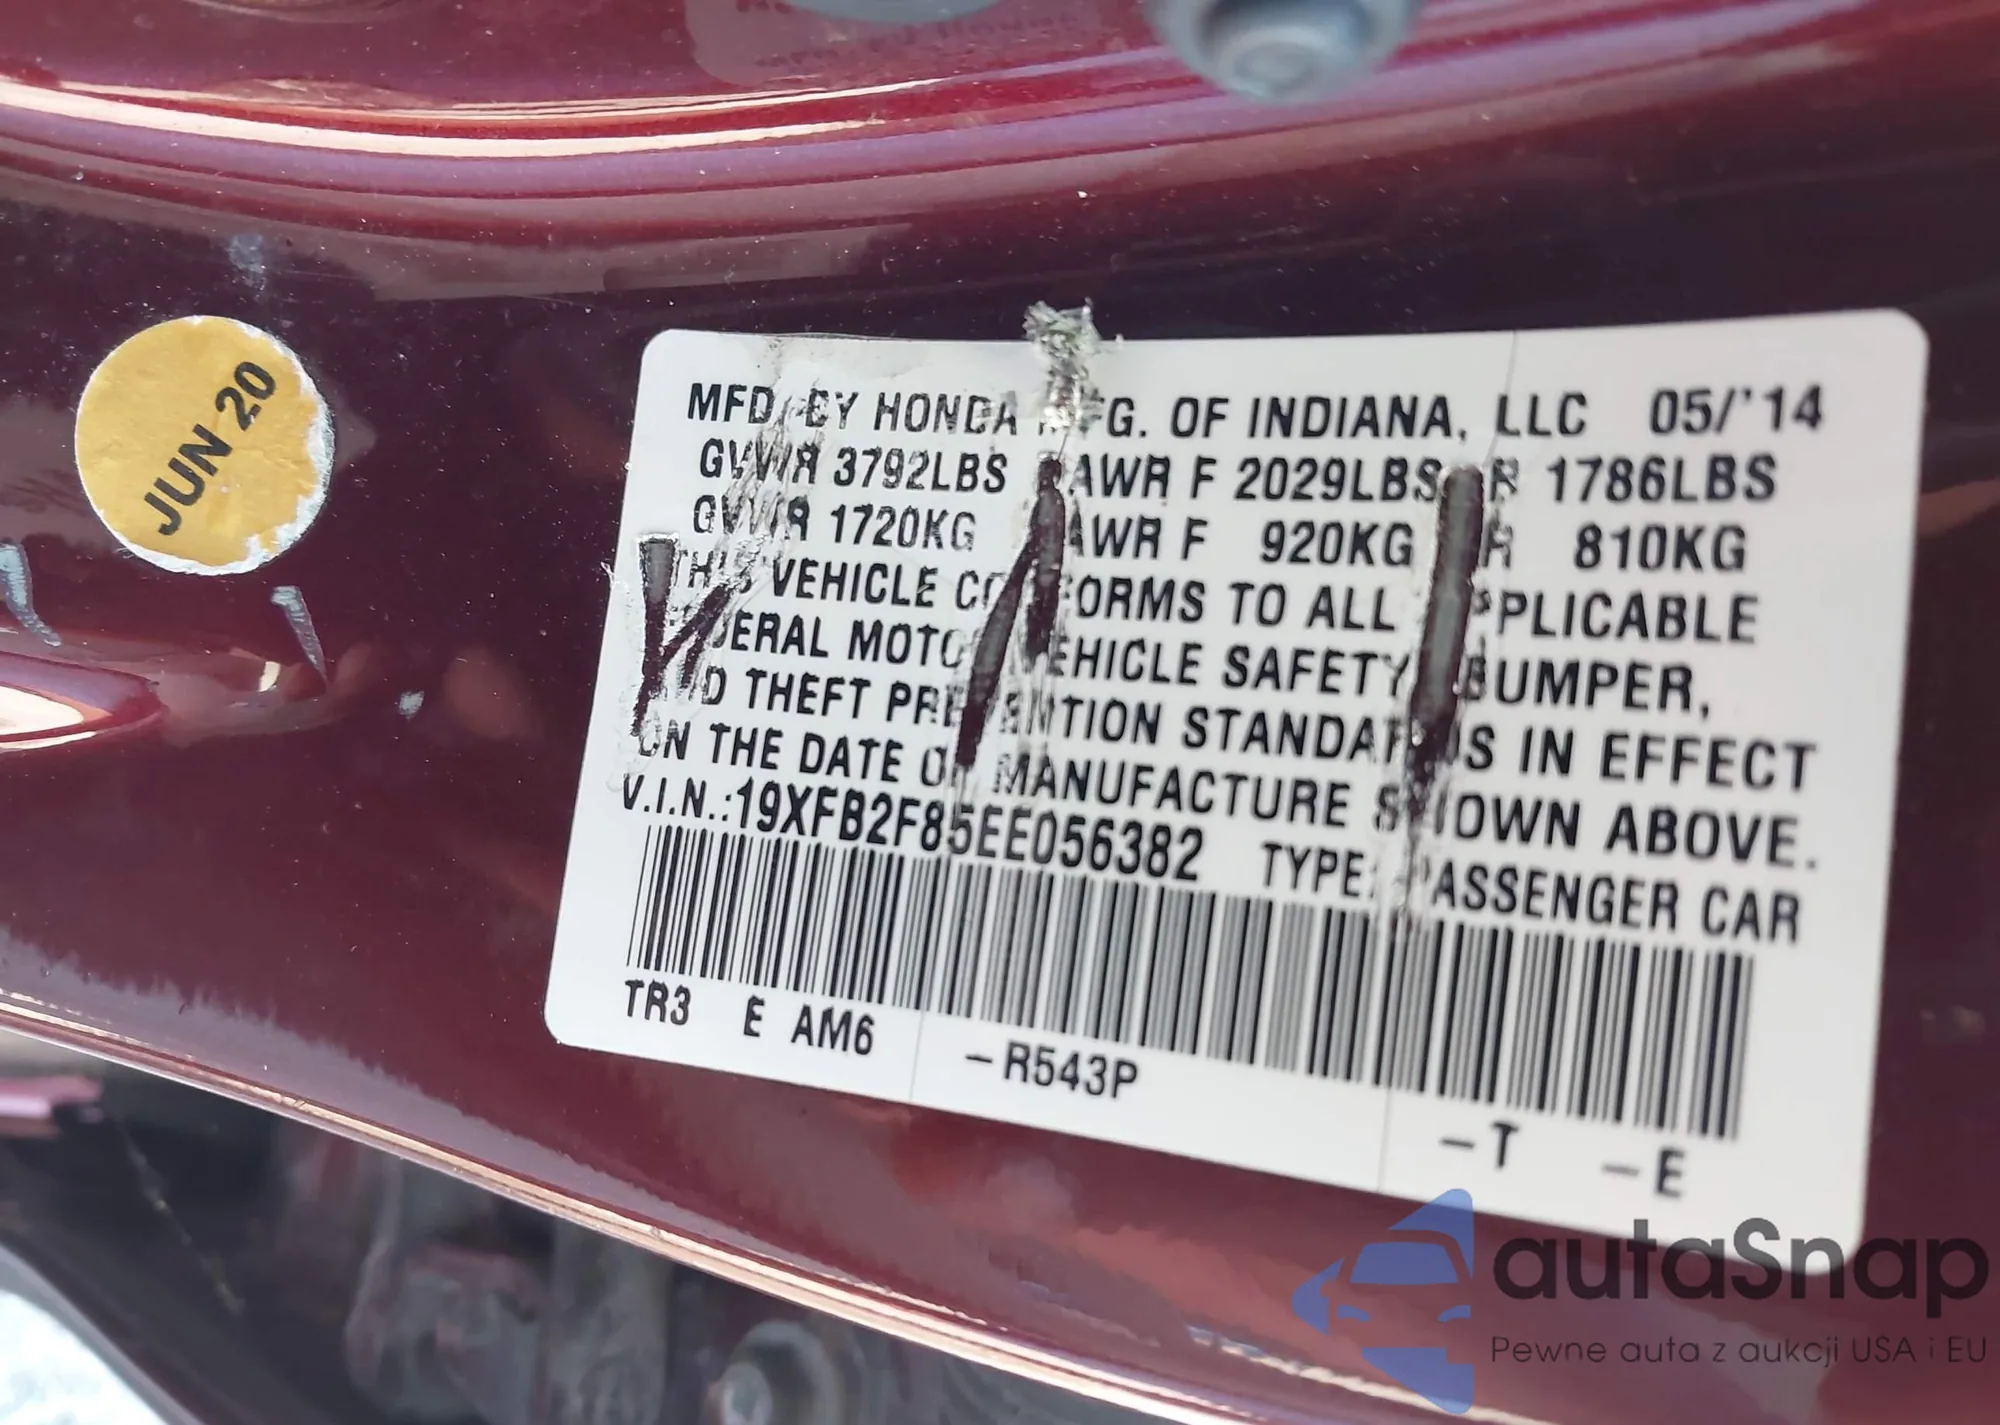 JUN 20
MFD. BY HONDA MFG. OF INDIANA, LLC 05/'14
GVWR 3792LBS GAWR F 2029LBS R 1786LBS
GVWR 1720KG GAWR F 920KG R 810KG
THIS VEHICLE CONFORMS TO ALL APPLICABLE
FEDERAL MOTOR VEHICLE SAFETY, BUMPER,
AND THEFT PREVENTION STANDARDS IN EFFECT
ON THE DATE OF MANUFACTURE SHOWN ABOVE.
V.I.N.:19XFB2F85EE056382 TYPE: PASSENGER CAR
TR3 E AM6 -R543P -T -E
autaSnap
Pewne auta z aukcji USA i EU